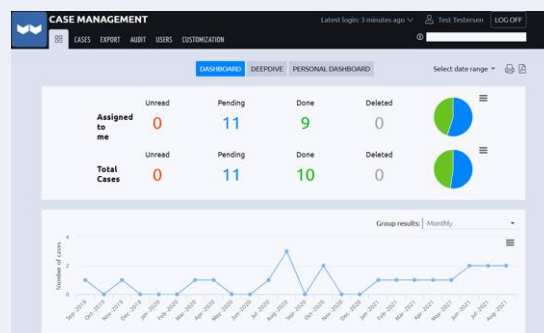 CASE MANAGEMENT
Latest login: 3 minutes ago
Test Testersen
LOG OFF
CASES EXPORT AUDIT USERS CUSTOMIZATION
DASHBOARD DEEPDIVE PERSONAL DASHBOARD
Select date range
Unread Pending Done Deleted
Assigned
to
me
0 11 9 0
Unread Pending Done Deleted
Total
Cases
0 11 10 0
Group results: Monthly
Number of cases
4
2
0
Sep-2019 Oct-2019 Nov-2019 Dec-2019 Jan-2020 Feb-2020 Mar-2020 Apr-2020 May-2020 Jun-2020 Jul-2020 Aug-2020 Sep-2020 Oct-2020 Nov-2020 Dec-2020 Jan-2021 Feb-2021 Mar-2021 Apr-2021 May-2021 Jun-2021 Jul-2021 Aug-2021